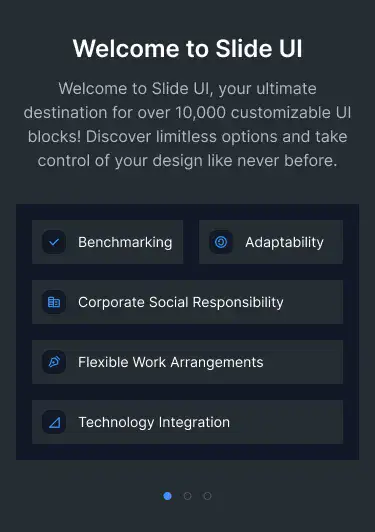 Welcome to Slide UI
Welcome to Slide UI, your ultimate
destination for over 10,000 customizable UI
blocks! Discover limitless options and take
control of your design like never before.
Benchmarking
Adaptability
Corporate Social Responsibility
Flexible Work Arrangements
Technology Integration